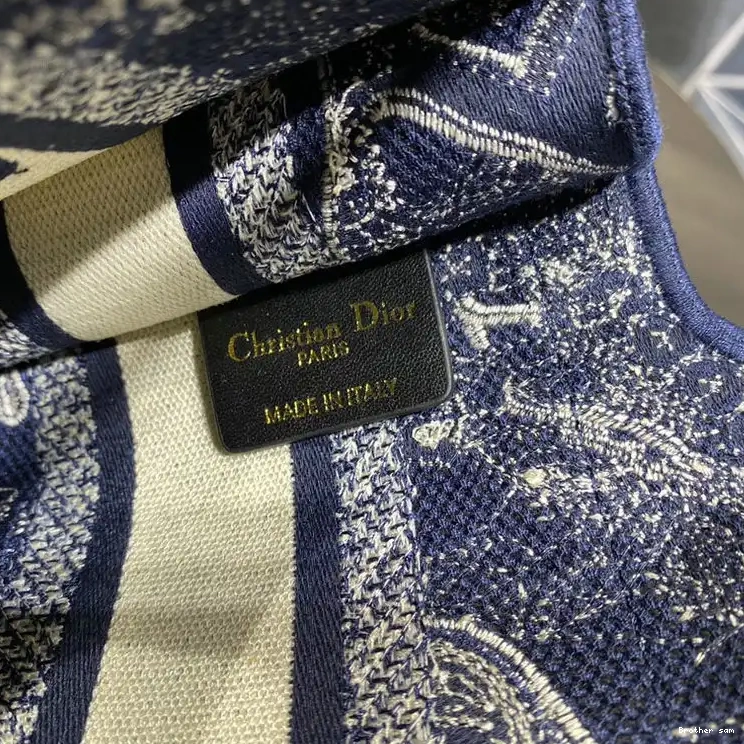 Christian Dior
PARIS
MADE IN ITALY
Brother sam